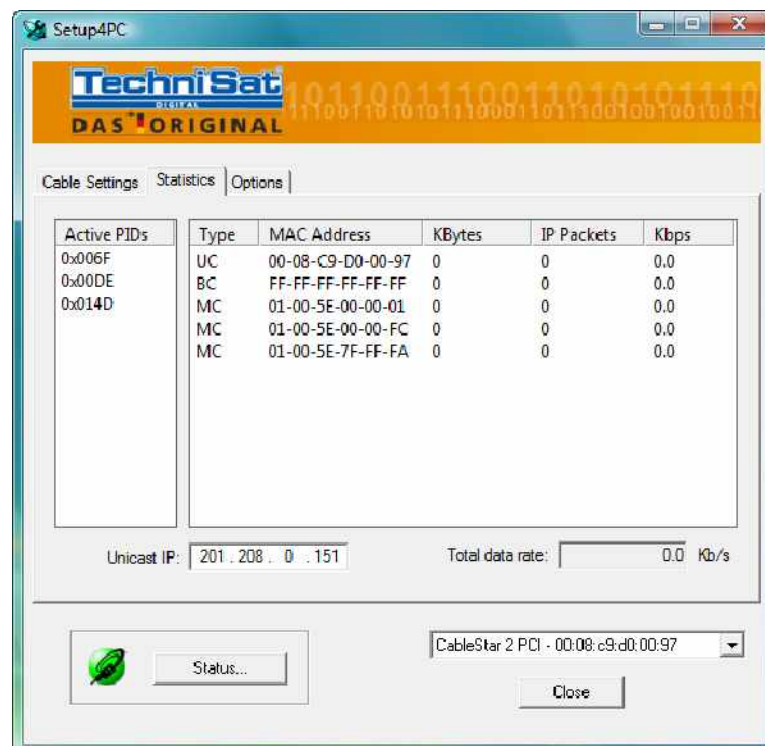 Setup4PC
TechniSat
DIGITAL
DAS ORIGINAL
Cable Settings Statistics Options
Active PIDs Type MAC Address KBytes IP Packets Kbps
0x006F UC 00-08-C9-D0-00-97 0 0 0.0
0x00DE BC FF-FF-FF-FF-FF-FF 0 0 0.0
0x014D MC 01-00-5E-00-00-01 0 0 0.0
MC 01-00-5E-00-00-FC 0 0 0.0
MC 01-00-5E-7F-FF-FA 0 0 0.0
Unicast IP: 201 . 208 . 0 . 151 Total data rate: 0.0 Kb/s
CableStar 2 PCI - 00:08:c9:d0:00:97
Status...
Close